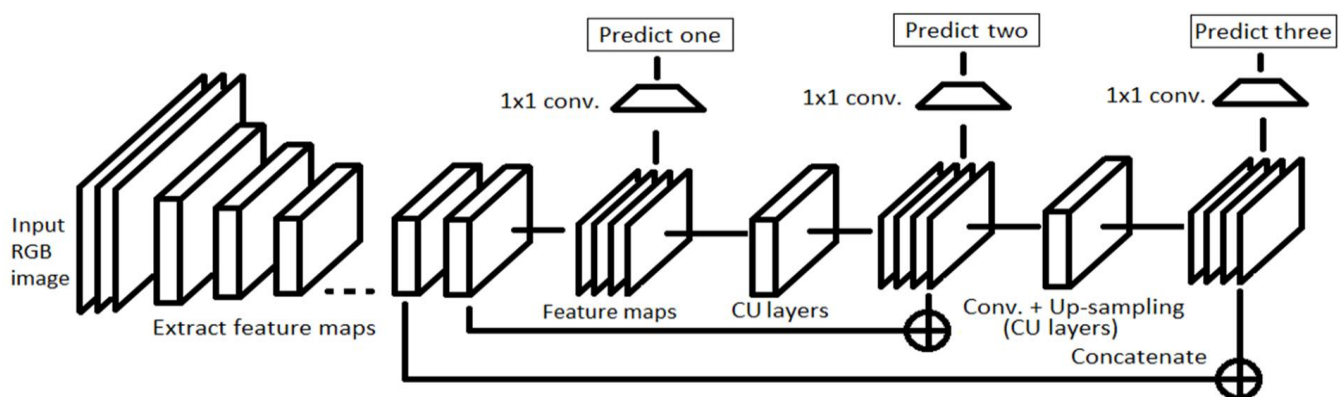 Predict one
Predict two
Predict three
1x1 conv.
1x1 conv.
1x1 conv.
Input
RGB
image
Extract feature maps
Feature maps
CU layers
Conv. + Up-sampling
(CU layers)
Concatenate